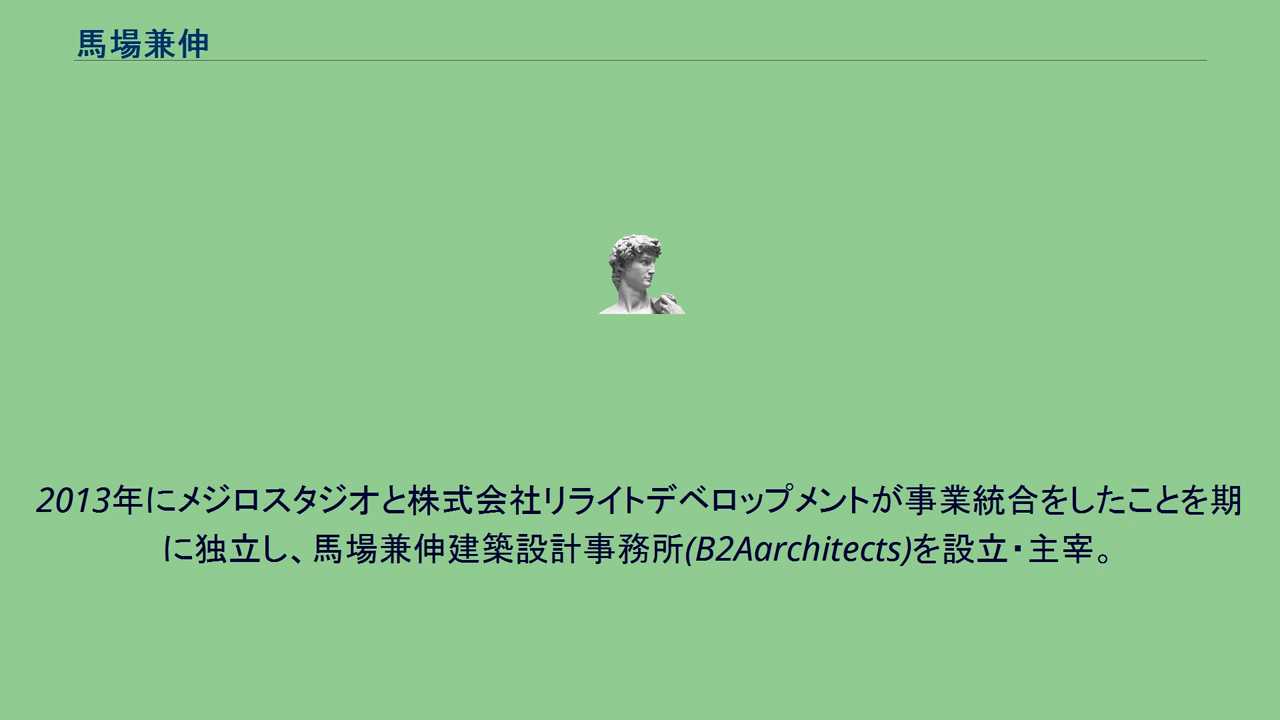 馬場兼伸
2013年にメジロスタジオと株式会社リライトデベロップメントが事業統合をしたことを期
に独立し、馬場兼伸建築設計事務所(B2Aarchitects)を設立・主宰。